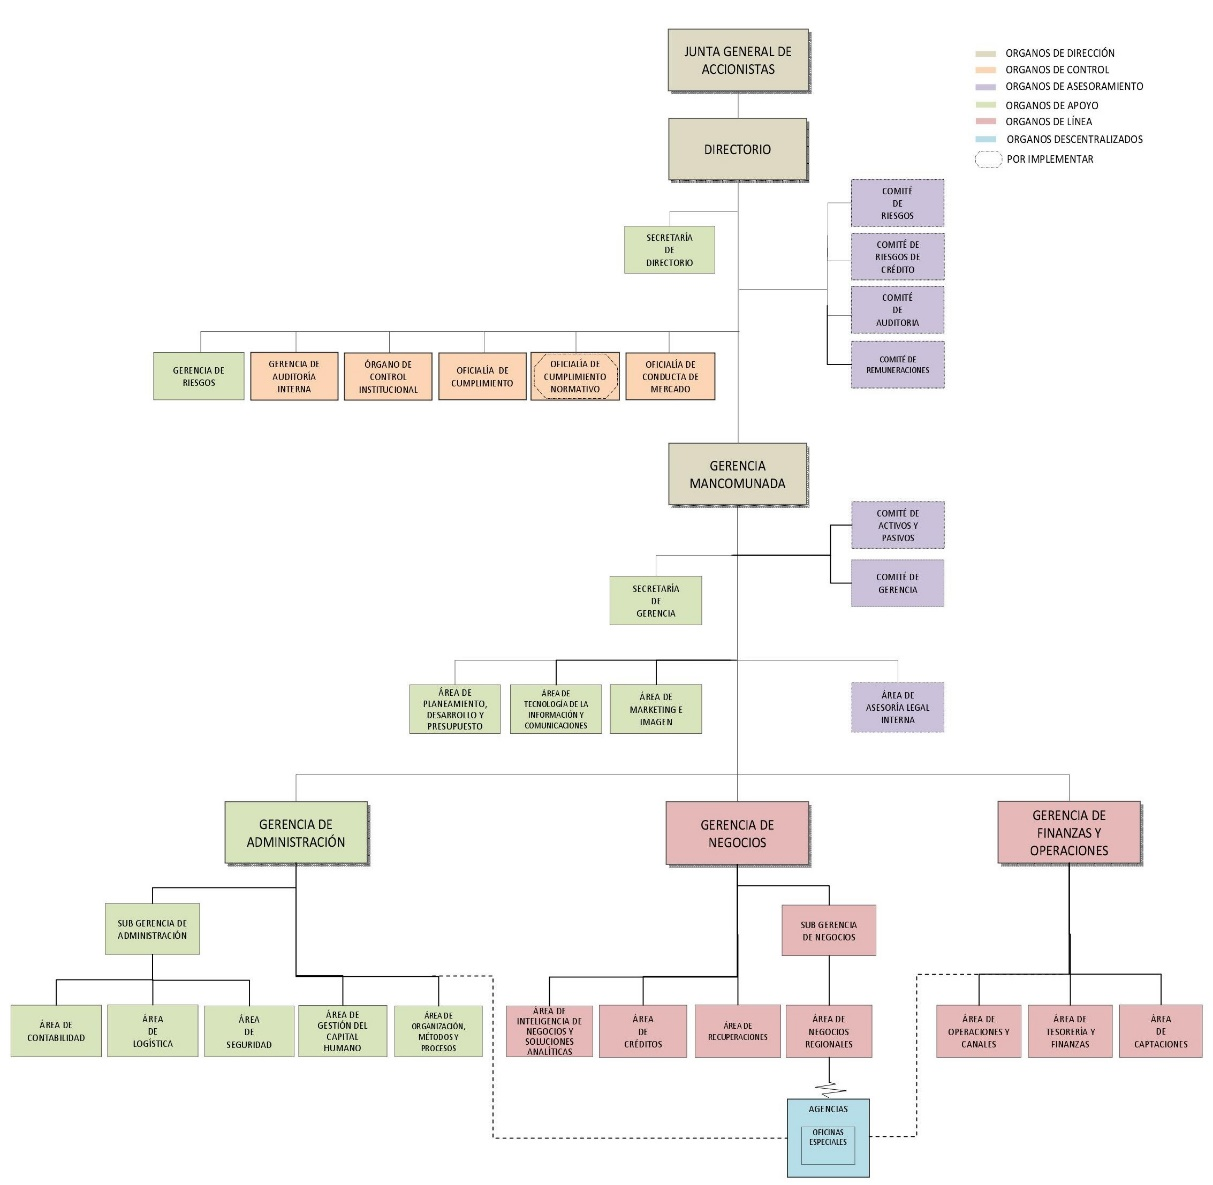 JUNTA GENERAL DE
ACCIONISTAS
ORGANOS DE DIRECCIÓN
ORGANOS DE CONTROL
ORGANOS DE ASESORAMIENTO
ORGANOS DE APOYO
ORGANOS DE LÍNEA
ORGANOS DESCENTRALIZADOS
POR IMPLEMENTAR
DIRECTORIO
COMITÉ
DE
RIESGOS
SECRETARÍA
DE
DIRECTORIO
COMITÉ DE
RIESGOS DE
CRÉDITO
COMITÉ
DE
AUDITORIA
COMITÉ DE
REMUNERACIONES
GERENCIA DE
RIESGOS
GERENCIA DE
AUDITORÍA
INTERNA
ÓRGANO DE
CONTROL
INSTITUCIONAL
OFICIALÍA DE
CUMPLIMIENTO
OFICIALÍA DE
CUMPLIMIENTO
NORMATIVO
OFICIALÍA DE
CONDUCTA DE
MERCADO
GERENCIA
MANCOMUNADA
COMITÉ DE
ACTIVOS Y
PASIVOS
COMITÉ DE
GERENCIA
SECRETARÍA
DE
GERENCIA
ÁREA DE
PLANEAMIENTO,
DESARROLLO Y
PRESUPUESTO
ÁREA DE
TECNOLOGÍA DE LA
INFORMACIÓN Y
COMUNICACIONES
ÁREA DE
MARKETING E
IMAGEN
ÁREA DE
ASESORÍA LEGAL
INTERNA
GERENCIA DE
ADMINISTRACIÓN
GERENCIA DE
NEGOCIOS
GERENCIA DE
FINANZAS Y
OPERACIONES
SUB GERENCIA DE
ADMINISTRACIÓN
SUB GERENCIA
DE NEGOCIOS
ÁREA DE
CONTABILIDAD
ÁREA
DE
LOGÍSTICA
ÁREA
DE
SEGURIDAD
ÁREA DE
GESTIÓN DEL
CAPITAL
HUMANO
ÁREA DE
ORGANIZACIÓN,
MÉTODOS Y
PROCESOS
ÁREA DE
INTELIGENCIA DE
NEGOCIOS Y
SOLUCIONES
ANALÍTICAS
ÁREA
DE
CRÉDITOS
ÁREA DE
RECUPERACIONES
ÁREA DE
NEGOCIOS
REGIONALES
ÁREA DE
OPERACIONES Y
CANALES
ÁREA DE
TESORERÍA Y
FINANZAS
ÁREA
DE
CAPTACIONES
AGENCIAS
OFICINAS
ESPECIALES